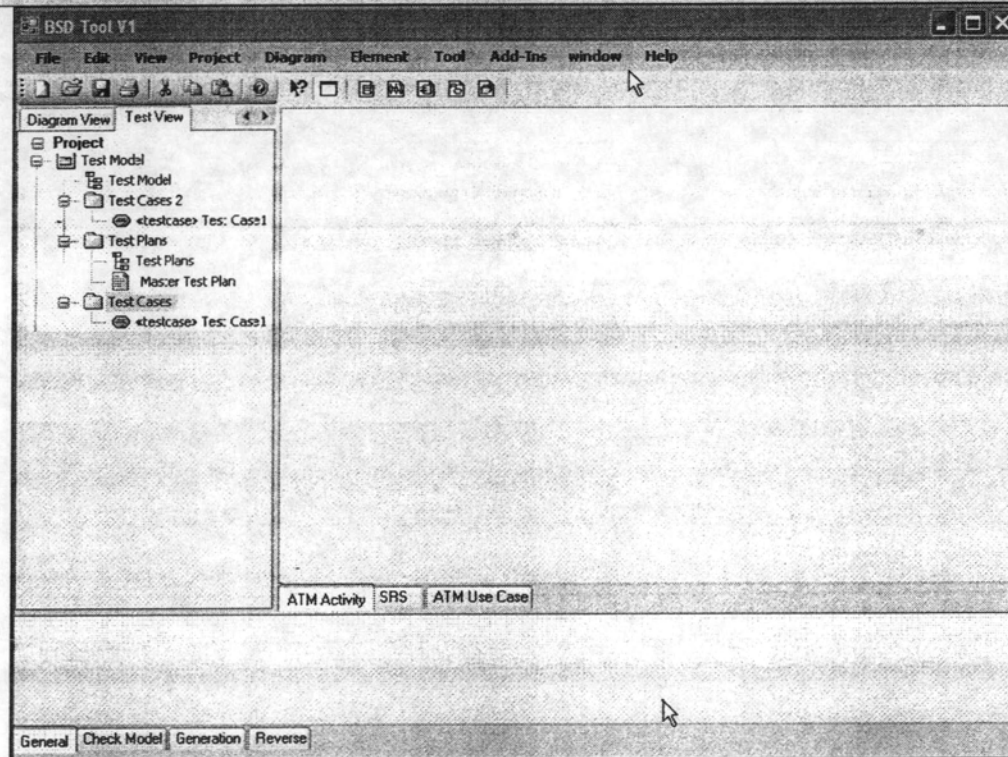 BSD Tool V1
File Edit View Project Diagram Element Tool Add-Ins window Help
Diagram View Test View
Project
Test Model
Test Model
Test Cases 2
«testcase» Test Case1
Test Plans
Test Plans
Master Test Plan
Test Cases
«testcase» Test Case1
ATM Activity SRS ATM Use Case
General Check Model Generation Reverse